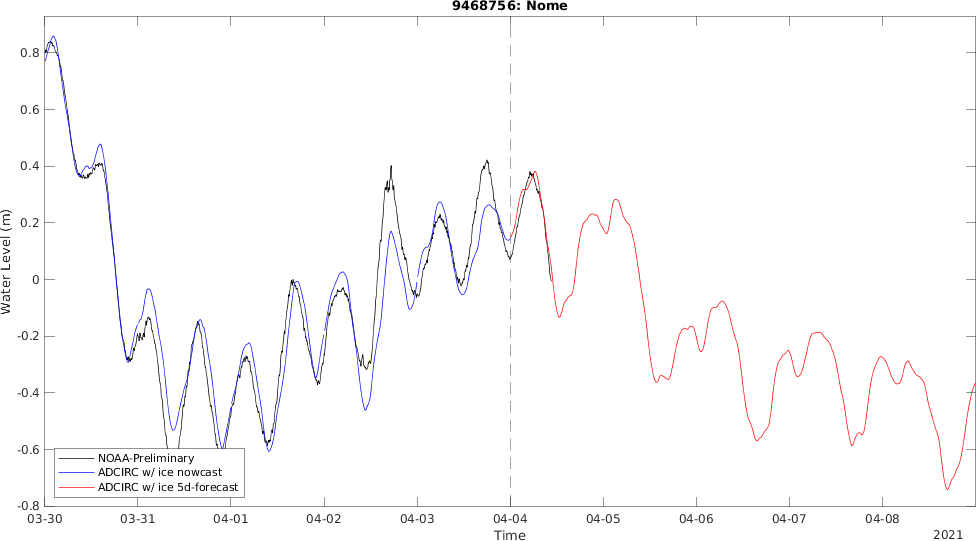 9468756: Nome
Water Level (m)
0.8
0.6
0.4
0.2
0
-0.2
-0.4
-0.6
-0.8
NOAA-Preliminary
ADCIRC w/ ice nowcast
ADCIRC w/ ice 5d-forecast
03-30 03-31 04-01 04-02 04-03 04-04 04-05 04-06 04-07 04-08
Time
2021